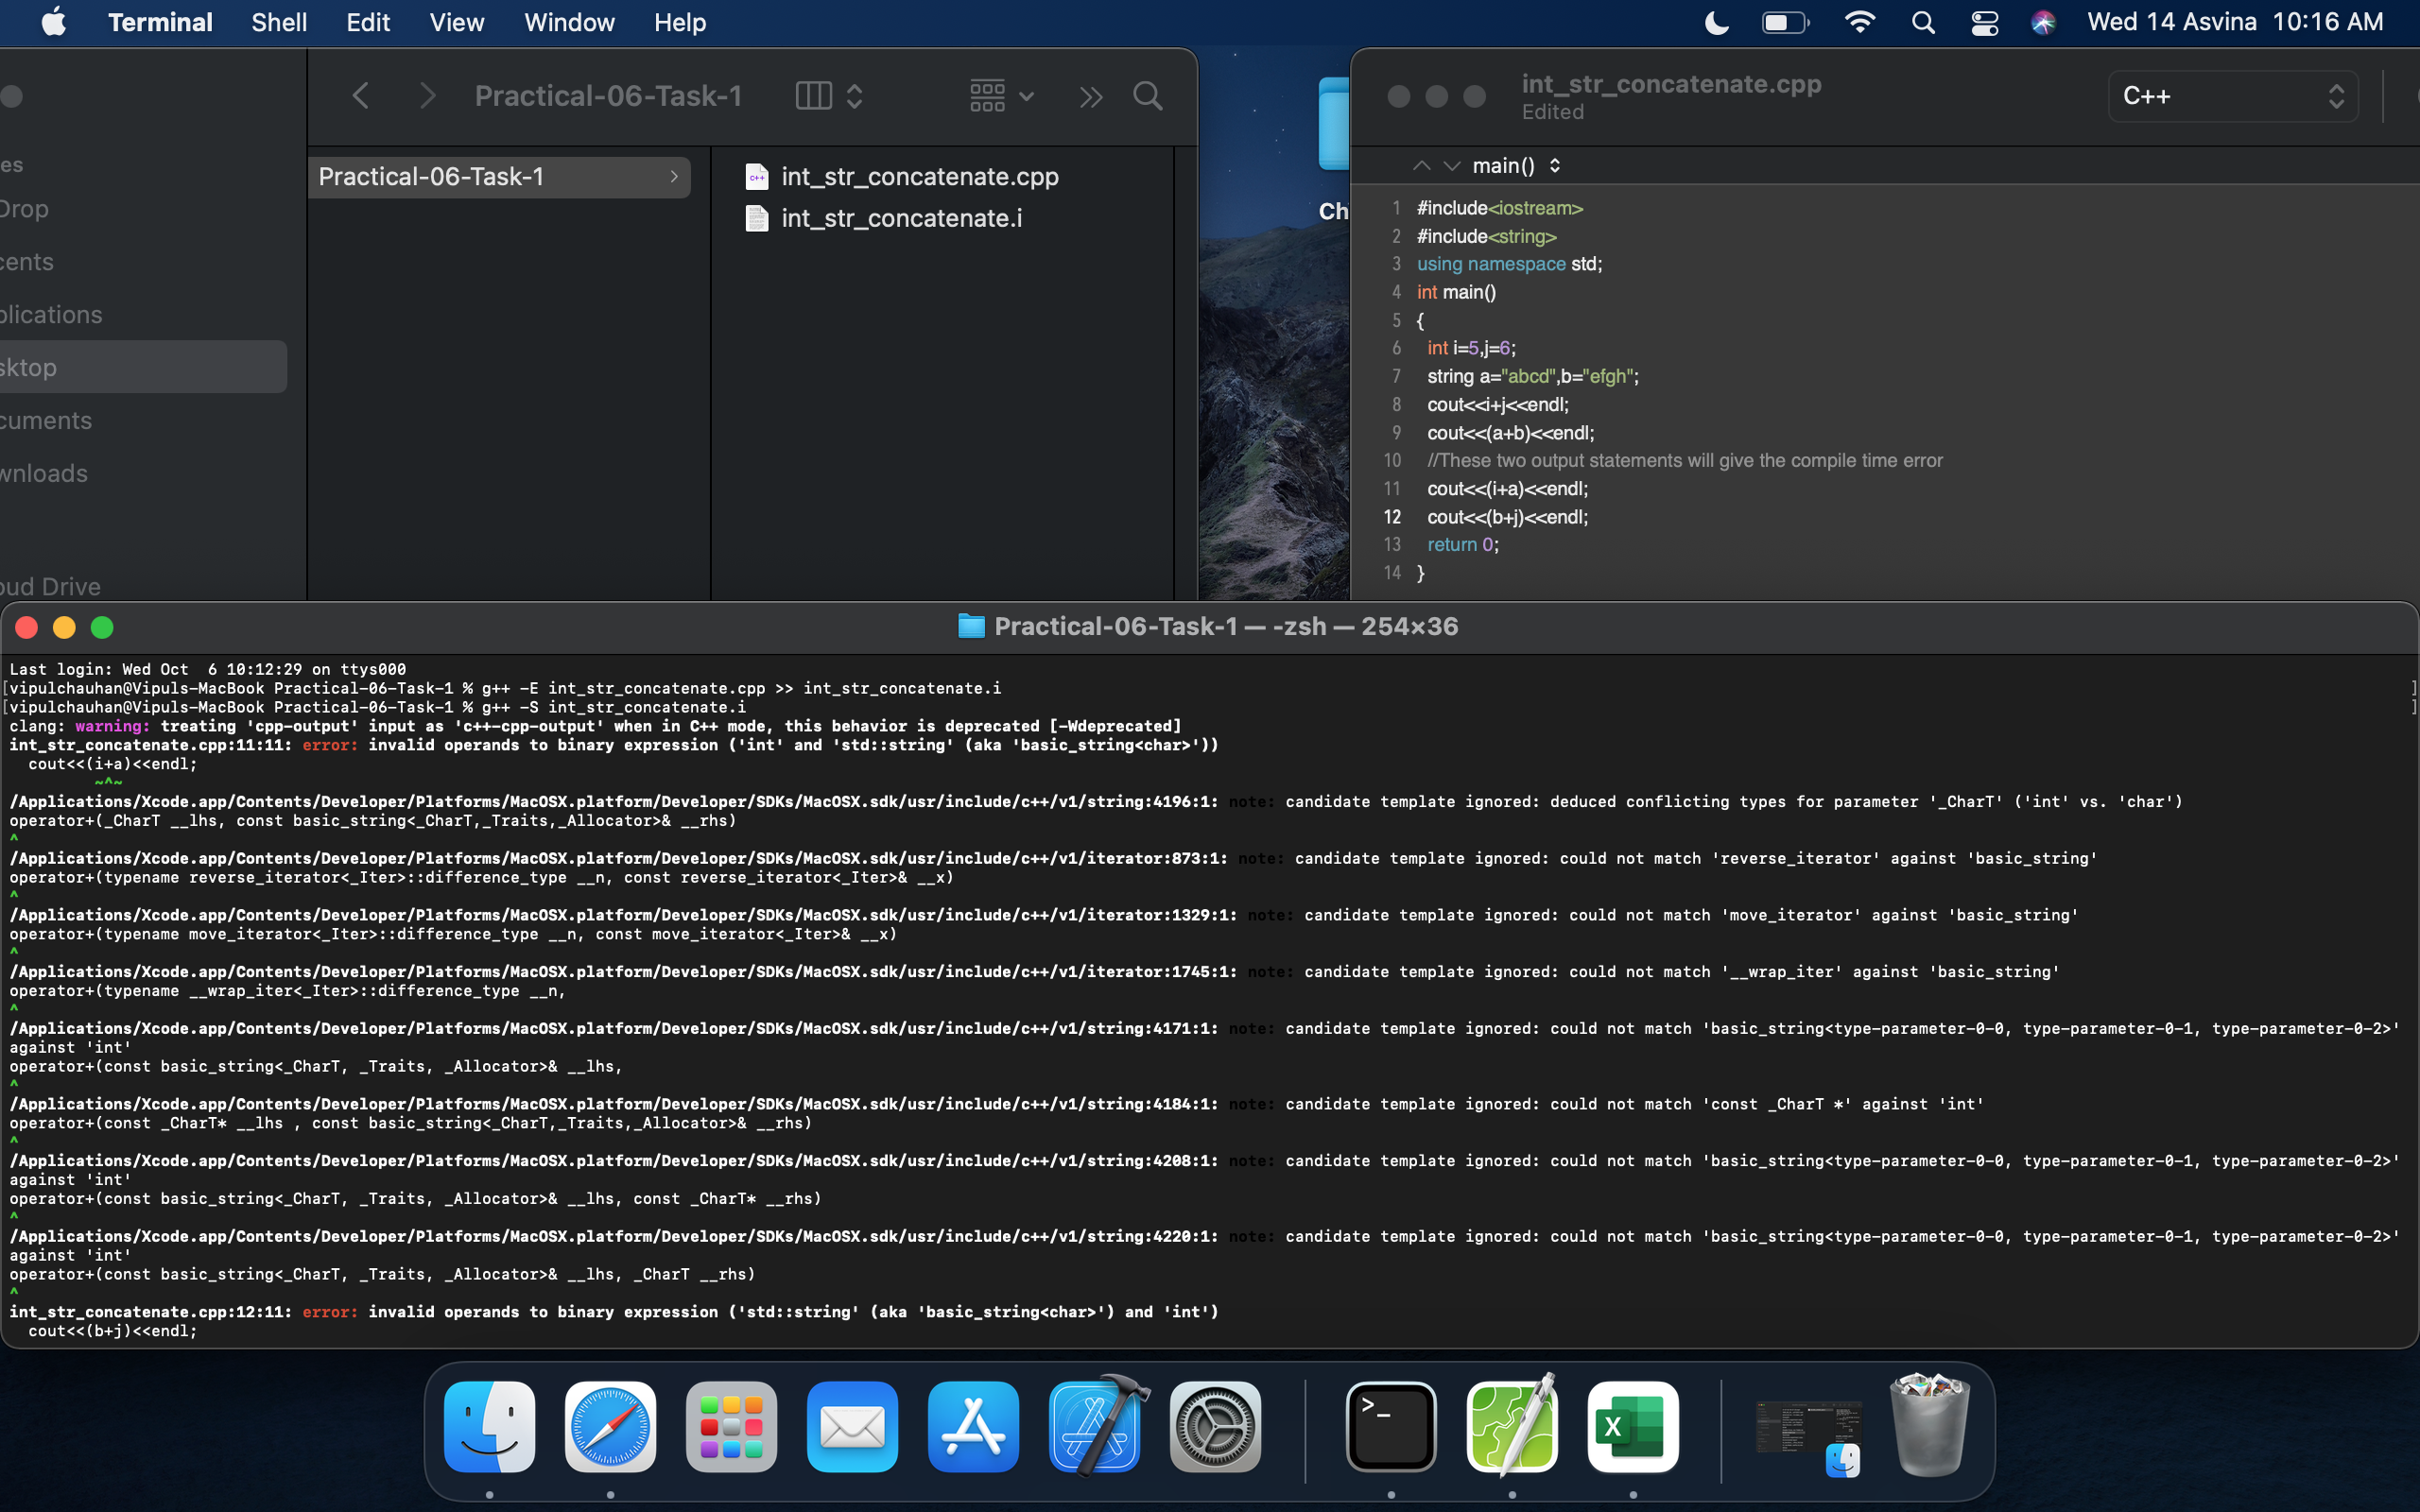 Terminal Shell Edit View Window Help Wed 14 Asvina 10:16 AM
Practical-06-Task-1
es
Drop
cents
plications
sktop
cuments
wnloads
oud Drive
Practical-06-Task-1
int_str_concatenate.cpp
int_str_concatenate.i
Ch
int_str_concatenate.cpp
Edited
C++
main()
1 #include<iostream>
2 #include<string>
3 using namespace std;
4 int main()
5 {
6 int i=5,j=6;
7 string a="abcd",b="efgh";
8 cout<<i+j<<endl;
9 cout<<(a+b)<<endl;
10 //These two output statements will give the compile time error
11 cout<<(i+a)<<endl;
12 cout<<(b+j)<<endl;
13 return 0;
14 }
Practical-06-Task-1 — -zsh — 254×36
Last login: Wed Oct  6 10:12:29 on ttys000
[vipulchauhan@Vipuls-MacBook Practical-06-Task-1 % g++ -E int_str_concatenate.cpp >> int_str_concatenate.i ]
[vipulchauhan@Vipuls-MacBook Practical-06-Task-1 % g++ -S int_str_concatenate.i ]
clang: warning: treating 'cpp-output' input as 'c++-cpp-output' when in C++ mode, this behavior is deprecated [-Wdeprecated]
int_str_concatenate.cpp:11:11: error: invalid operands to binary expression ('int' and 'std::string' (aka 'basic_string<char>'))
cout<<(i+a)<<endl;
~^~
/Applications/Xcode.app/Contents/Developer/Platforms/MacOSX.platform/Developer/SDKs/MacOSX.sdk/usr/include/c++/v1/string:4196:1: note: candidate template ignored: deduced conflicting types for parameter '_CharT' ('int' vs. 'char')
operator+(_CharT __lhs, const basic_string<_CharT,_Traits,_Allocator>& __rhs)
^
/Applications/Xcode.app/Contents/Developer/Platforms/MacOSX.platform/Developer/SDKs/MacOSX.sdk/usr/include/c++/v1/iterator:873:1: note: candidate template ignored: could not match 'reverse_iterator' against 'basic_string'
operator+(typename reverse_iterator<_Iter>::difference_type __n, const reverse_iterator<_Iter>& __x)
^
/Applications/Xcode.app/Contents/Developer/Platforms/MacOSX.platform/Developer/SDKs/MacOSX.sdk/usr/include/c++/v1/iterator:1329:1: note: candidate template ignored: could not match 'move_iterator' against 'basic_string'
operator+(typename move_iterator<_Iter>::difference_type __n, const move_iterator<_Iter>& __x)
^
/Applications/Xcode.app/Contents/Developer/Platforms/MacOSX.platform/Developer/SDKs/MacOSX.sdk/usr/include/c++/v1/iterator:1745:1: note: candidate template ignored: could not match '__wrap_iter' against 'basic_string'
operator+(typename __wrap_iter<_Iter>::difference_type __n,
^
/Applications/Xcode.app/Contents/Developer/Platforms/MacOSX.platform/Developer/SDKs/MacOSX.sdk/usr/include/c++/v1/string:4171:1: note: candidate template ignored: could not match 'basic_string<type-parameter-0-0, type-parameter-0-1, type-parameter-0-2>'
against 'int'
operator+(const basic_string<_CharT, _Traits, _Allocator>& __lhs,
^
/Applications/Xcode.app/Contents/Developer/Platforms/MacOSX.platform/Developer/SDKs/MacOSX.sdk/usr/include/c++/v1/string:4184:1: note: candidate template ignored: could not match 'const _CharT *' against 'int'
operator+(const _CharT* __lhs , const basic_string<_CharT,_Traits,_Allocator>& __rhs)
^
/Applications/Xcode.app/Contents/Developer/Platforms/MacOSX.platform/Developer/SDKs/MacOSX.sdk/usr/include/c++/v1/string:4208:1: note: candidate template ignored: could not match 'basic_string<type-parameter-0-0, type-parameter-0-1, type-parameter-0-2>'
against 'int'
operator+(const basic_string<_CharT, _Traits, _Allocator>& __lhs, const _CharT* __rhs)
^
/Applications/Xcode.app/Contents/Developer/Platforms/MacOSX.platform/Developer/SDKs/MacOSX.sdk/usr/include/c++/v1/string:4220:1: note: candidate template ignored: could not match 'basic_string<type-parameter-0-0, type-parameter-0-1, type-parameter-0-2>'
against 'int'
operator+(const basic_string<_CharT, _Traits, _Allocator>& __lhs, _CharT __rhs)
^
int_str_concatenate.cpp:12:11: error: invalid operands to binary expression ('std::string' (aka 'basic_string<char>') and 'int')
cout<<(b+j)<<endl;